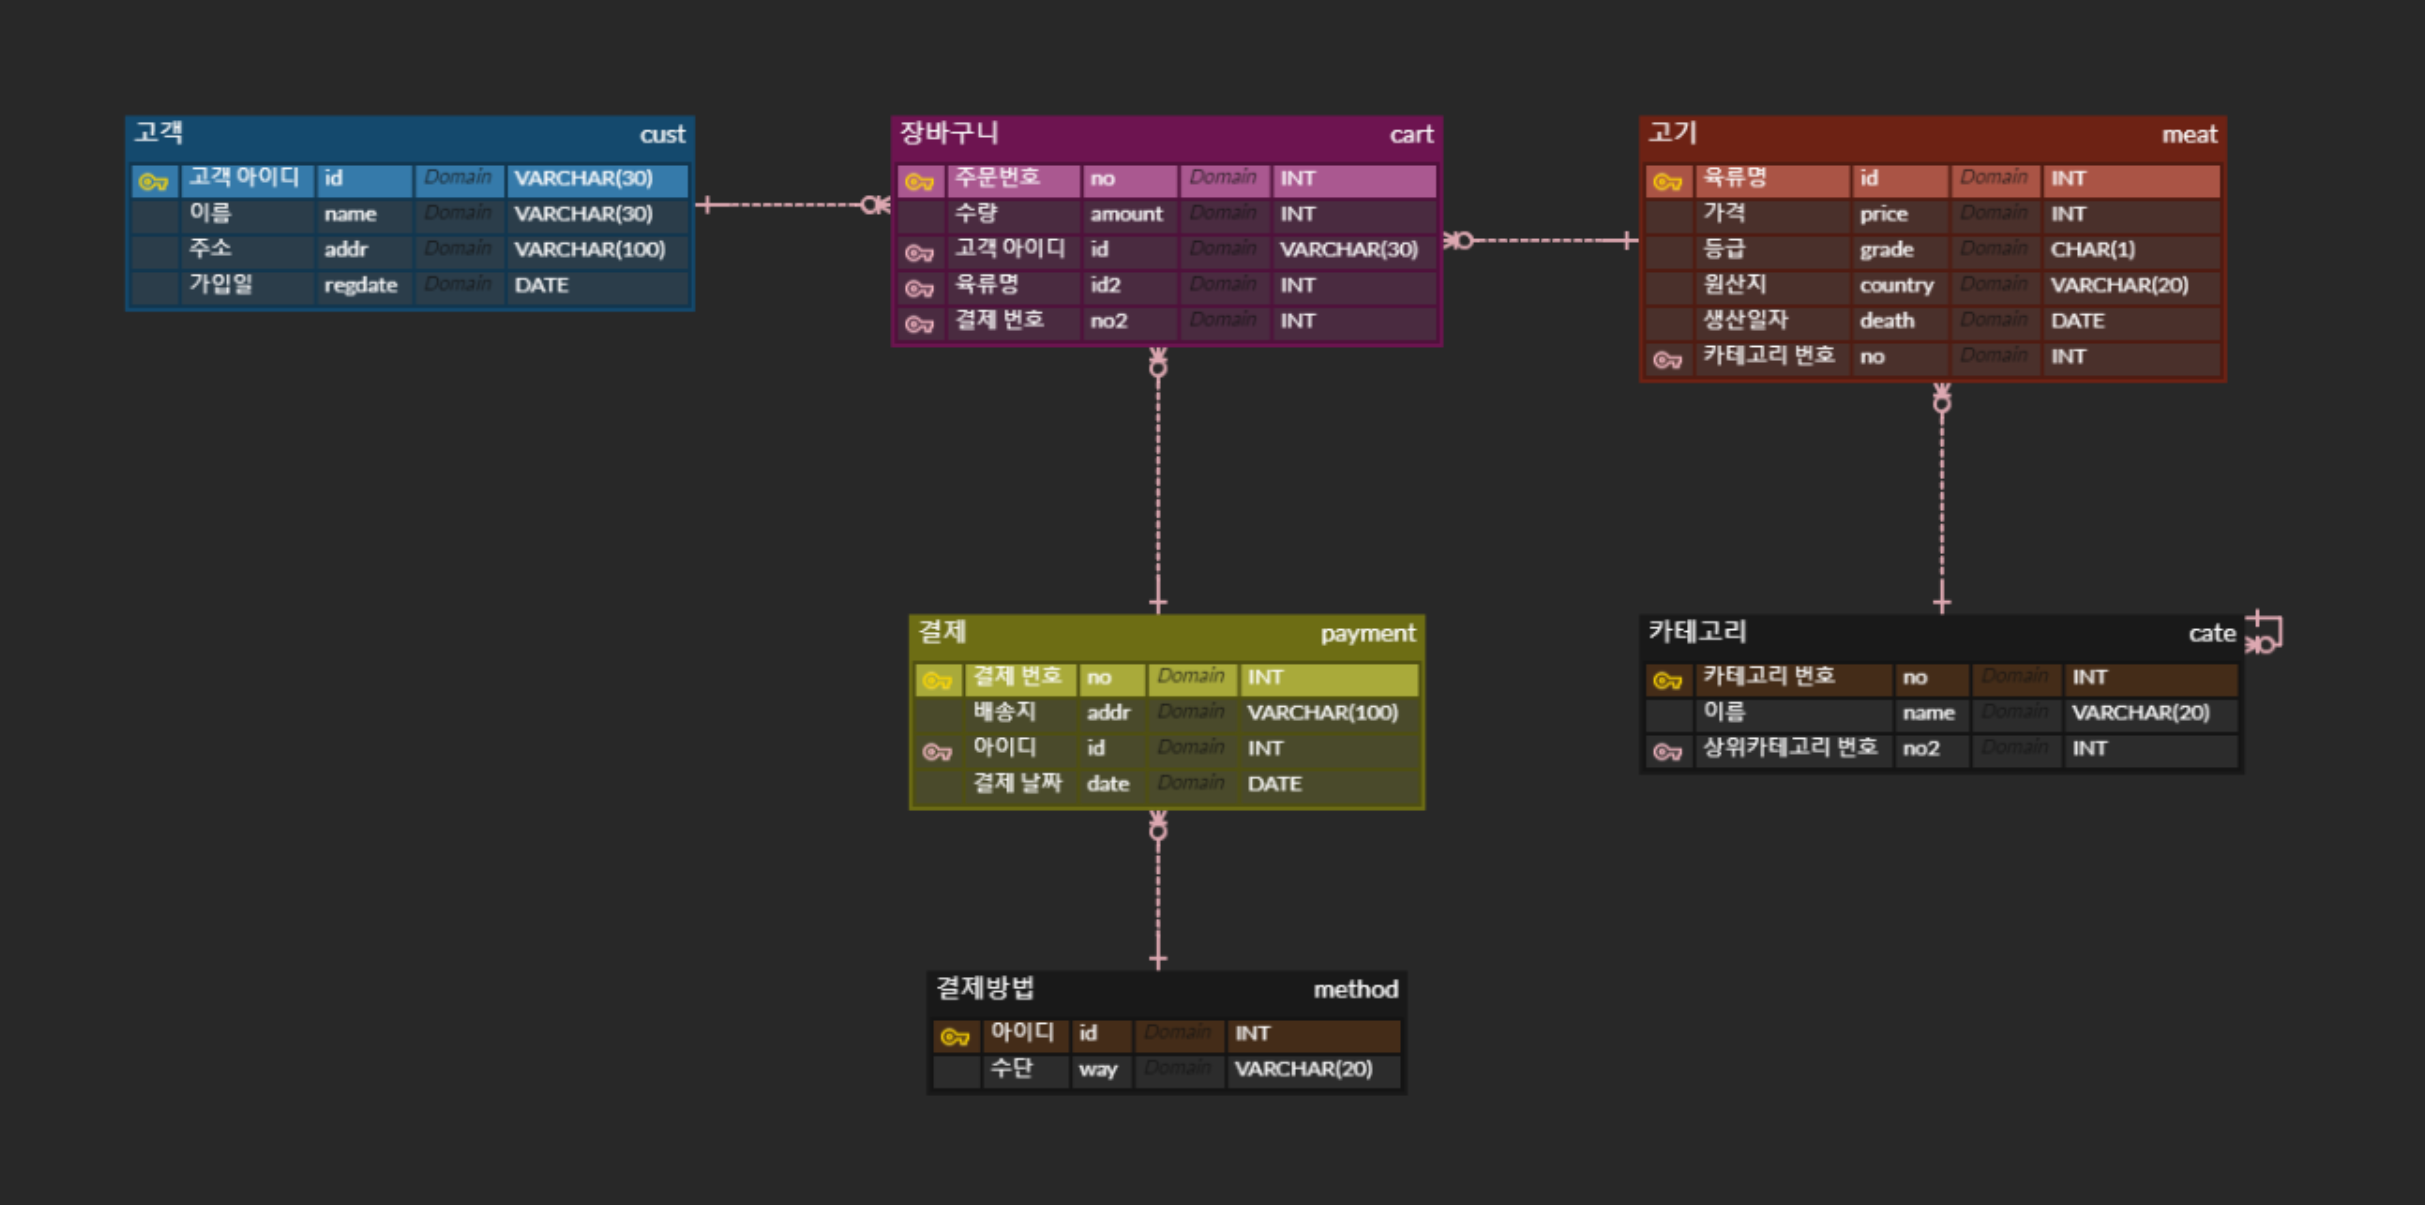 고객 cust
고객 아이디 id Domain VARCHAR(30)
이름 name Domain VARCHAR(30)
주소 addr Domain VARCHAR(100)
가입일 regdate Domain DATE
장바구니 cart
주문번호 no Domain INT
수량 amount Domain INT
고객 아이디 id Domain VARCHAR(30)
육류명 id2 Domain INT
결제 번호 no2 Domain INT
고기 meat
육류명 id Domain INT
가격 price Domain INT
등급 grade Domain CHAR(1)
원산지 country Domain VARCHAR(20)
생산일자 death Domain DATE
카테고리 번호 no Domain INT
결제 payment
결제 번호 no Domain INT
배송지 addr Domain VARCHAR(100)
아이디 id Domain INT
결제 날짜 date Domain DATE
카테고리 cate
카테고리 번호 no Domain INT
이름 name Domain VARCHAR(20)
상위카테고리 번호 no2 Domain INT
결제방법 method
아이디 id Domain INT
수단 way Domain VARCHAR(20)